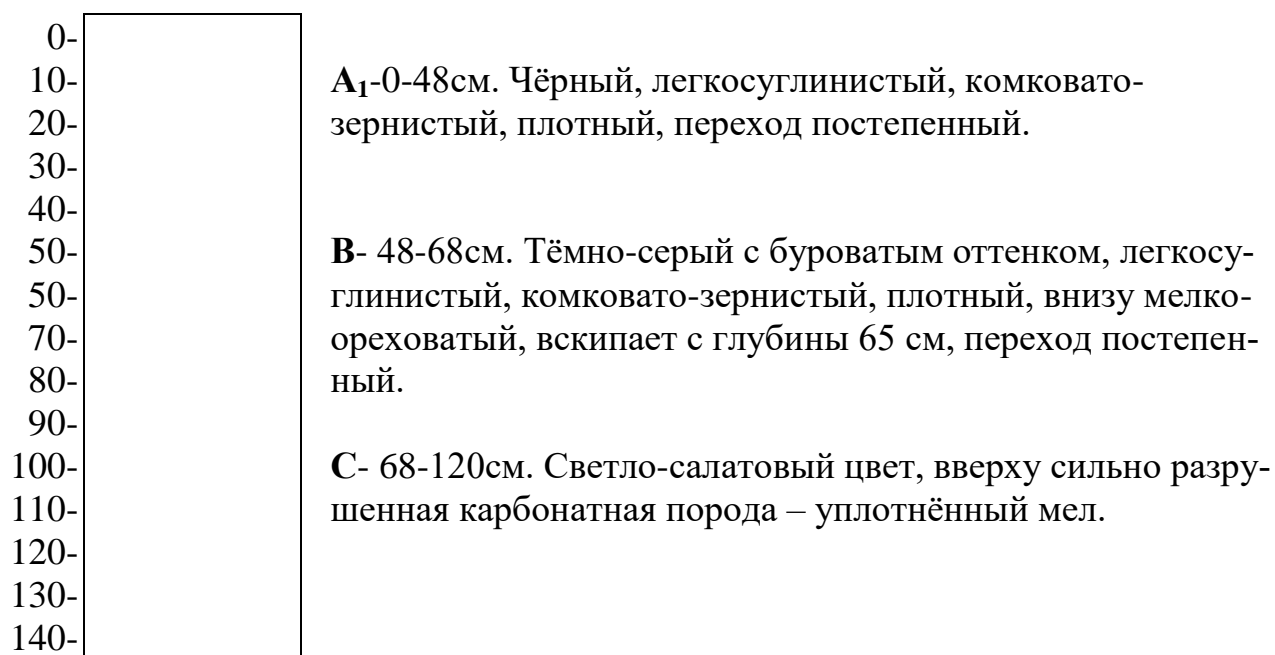 0-
10- A1-0-48см. Чёрный, легкосуглинистый, комковато-
20- зернистый, плотный, переход постепенный.
30-
40-
50- В- 48-68см. Тёмно-серый с буроватым оттенком, легкосу-
50- глинистый, комковато-зернистый, плотный, внизу мелко-
70- ореховатый, вскипает с глубины 65 см, переход постепен-
80- ный.
90-
100- С- 68-120см. Светло-салатовый цвет, вверху сильно разру-
110- шенная карбонатная порода – уплотнённый мел.
120-
130-
140-